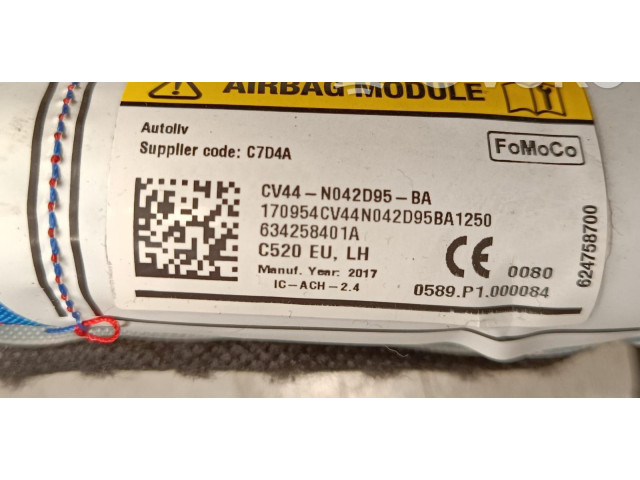 AIRBAG MODULE
Autoliv
Supplier code: C7D4A
FoMoCo
CV44-N042D95-BA
170954CV44N042D95BA1250
634258401A
C520 EU, LH
Manuf. Year: 2017
IC-ACH-2.4
CE 0080
0589.P1.000084
624758700